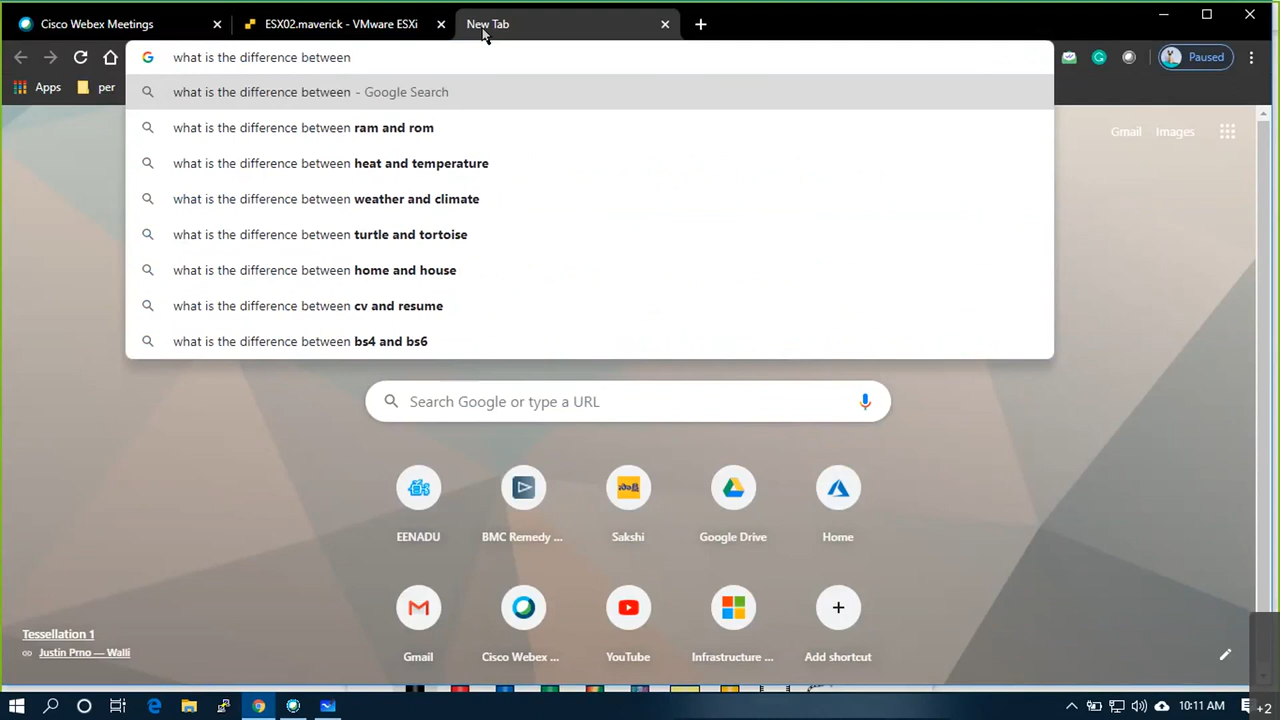 Cisco Webex Meetings
ESX02.maverick - VMware ESXi
New Tab
what is the difference between
Paused
Apps
per
what is the difference between - Google Search
what is the difference between ram and rom
what is the difference between heat and temperature
what is the difference between weather and climate
what is the difference between turtle and tortoise
what is the difference between home and house
what is the difference between cv and resume
what is the difference between bs4 and bs6
Gmail
Images
Search Google or type a URL
EENADU
BMC Remedy ...
సాక్షి
Sakshi
Google Drive
Home
Gmail
Cisco Webex ...
YouTube
Infrastructure ...
Add shortcut
Tessellation 1
Justin Prno — Walli
10:11 AM
+2